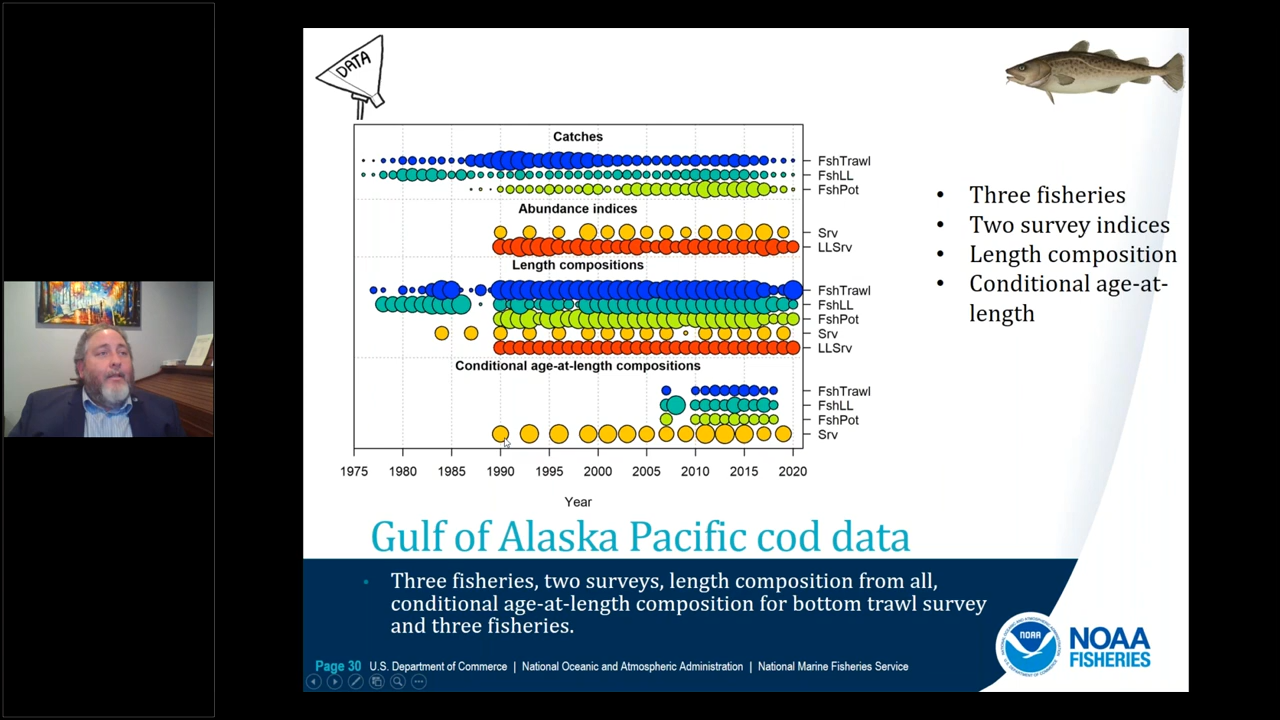 DATA
Catches
FshTrawl
FshLL
FshPot
Abundance indices
Srv
LLSrv
Length compositions
FshTrawl
FshLL
FshPot
Srv
LLSrv
Conditional age-at-length compositions
FshTrawl
FshLL
FshPot
Srv
1975 1980 1985 1990 1995 2000 2005 2010 2015 2020
Year
• Three fisheries
• Two survey indices
• Length composition
• Conditional age-at-
length
Gulf of Alaska Pacific cod data
• Three fisheries, two surveys, length composition from all,
conditional age-at-length composition for bottom trawl survey
and three fisheries.
NOAA
NOAA
FISHERIES
Page 30 U.S. Department of Commerce | National Oceanic and Atmospheric Administration | National Marine Fisheries Service